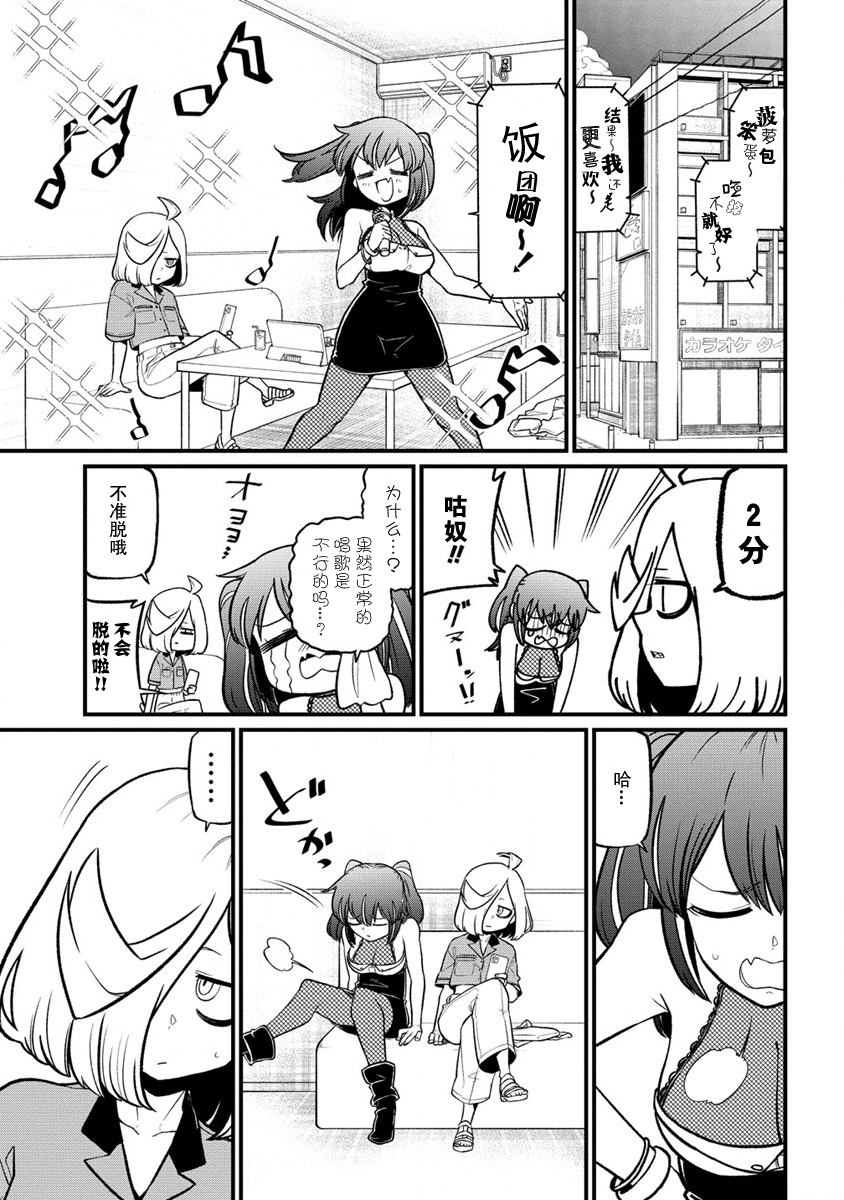 菠萝包
笨蛋~
吃掉
不就好了~
结果~我还是
更喜欢~
カラオケ タイ
饭
团啊~!
2分
咕奴!!
グヌーン…
为什么…?
果然正常的
唱歌是
不行的吗…?
オヨヨ…
不准脱哦
不会
脱的啦!!
哈…
どかっ
……